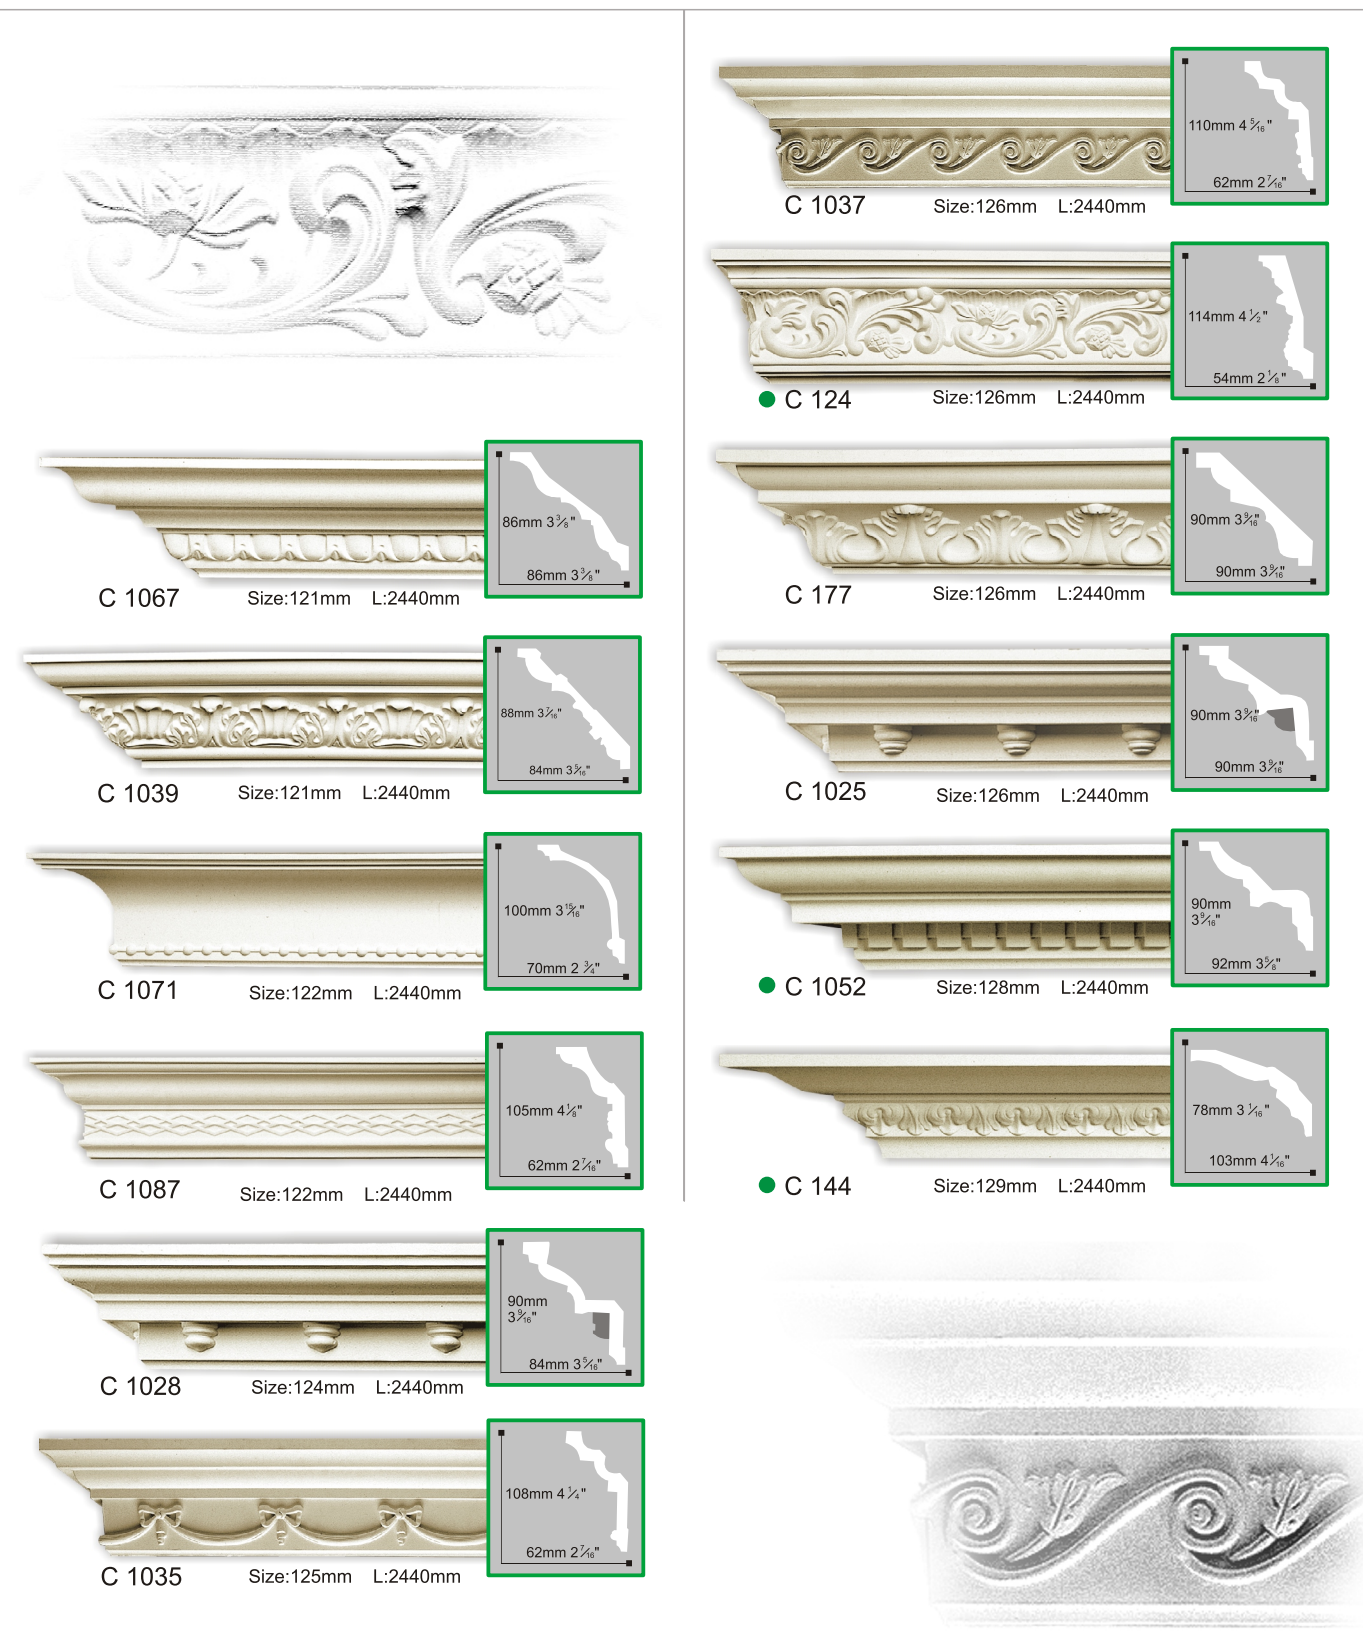 86mm 3 3/8"
86mm 3 3/8"
C 1067 Size:121mm L:2440mm
88mm 3 7/16"
84mm 3 5/16"
C 1039 Size:121mm L:2440mm
100mm 3 15/16"
70mm 2 3/4"
C 1071 Size:122mm L:2440mm
105mm 4 1/8"
62mm 2 7/16"
C 1087 Size:122mm L:2440mm
90mm
3 9/16"
84mm 3 5/16"
C 1028 Size:124mm L:2440mm
108mm 4 1/4"
62mm 2 7/16"
C 1035 Size:125mm L:2440mm
110mm 4 5/16"
62mm 2 7/16"
C 1037 Size:126mm L:2440mm
114mm 4 1/2"
54mm 2 1/8"
C 124 Size:126mm L:2440mm
90mm 3 9/16"
90mm 3 9/16"
C 177 Size:126mm L:2440mm
90mm 3 9/16"
90mm 3 9/16"
C 1025 Size:126mm L:2440mm
90mm
3 9/16"
92mm 3 5/8"
C 1052 Size:128mm L:2440mm
78mm 3 1/16"
103mm 4 1/16"
C 144 Size:129mm L:2440mm